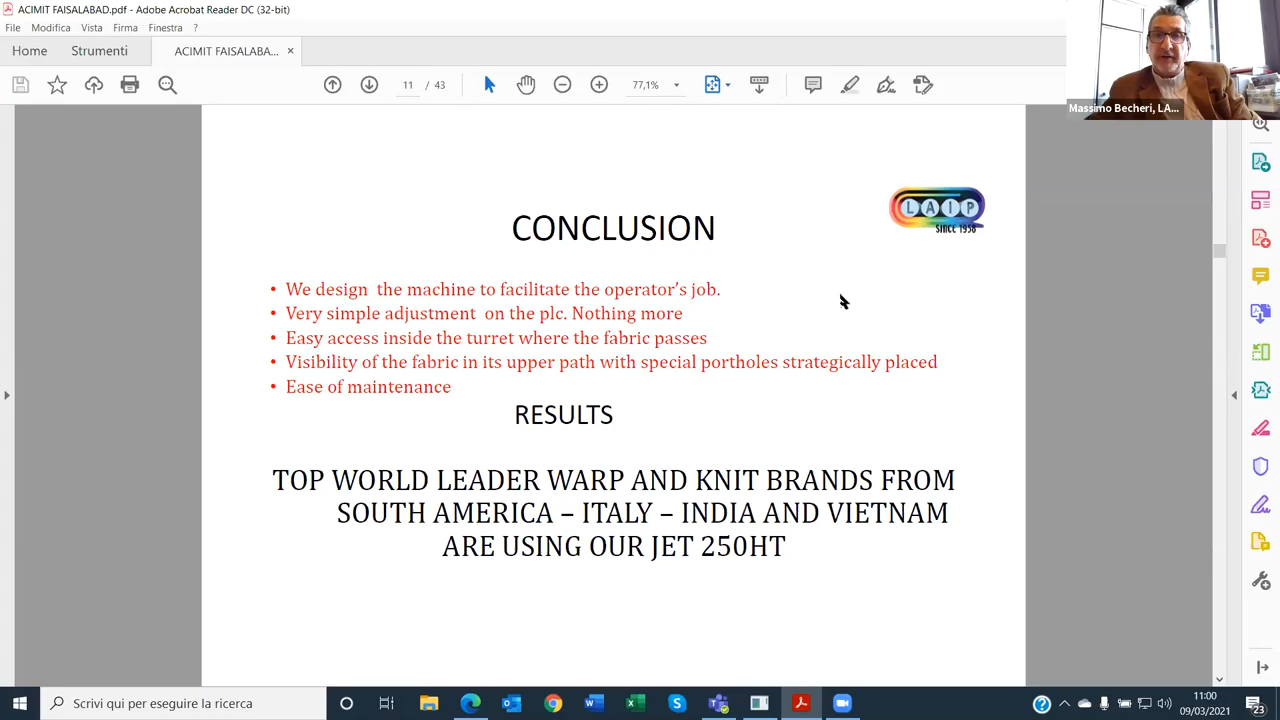 ACIMIT FAISALABAD.pdf - Adobe Acrobat Reader DC (32-bit)
File Modifica Vista Firma Finestra ?
Home Strumenti ACIMIT FAISALABA... ×
11 / 43 77,1%
Massimo Becheri, LA...
LAIP
SINCE 1958
CONCLUSION
• We design the machine to facilitate the operator's job.
• Very simple adjustment on the plc. Nothing more
• Easy access inside the turret where the fabric passes
• Visibility of the fabric in its upper path with special portholes strategically placed
• Ease of maintenance
RESULTS
TOP WORLD LEADER WARP AND KNIT BRANDS FROM
SOUTH AMERICA – ITALY – INDIA AND VIETNAM
ARE USING OUR JET 250HT
Scrivi qui per eseguire la ricerca
11:00
09/03/2021
23